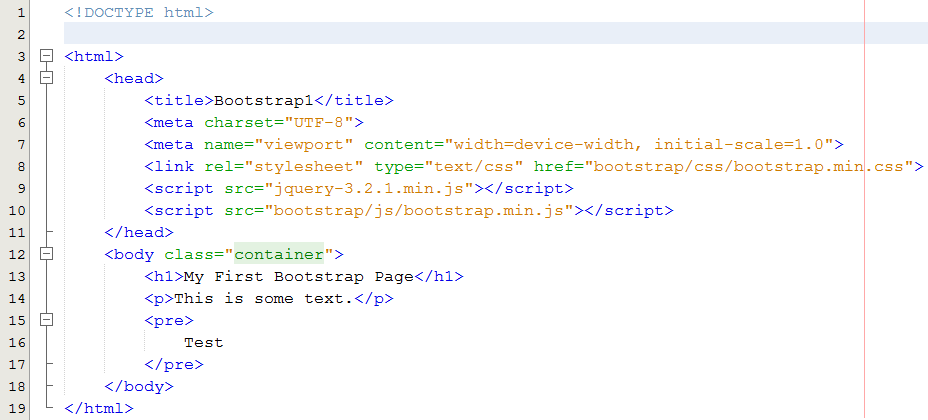 1 <!DOCTYPE html>
2
3 <html>
4     <head>
5         <title>Bootstrap1</title>
6         <meta charset="UTF-8">
7         <meta name="viewport" content="width=device-width, initial-scale=1.0">
8         <link rel="stylesheet" type="text/css" href="bootstrap/css/bootstrap.min.css">
9         <script src="jquery-3.2.1.min.js"></script>
10         <script src="bootstrap/js/bootstrap.min.js"></script>
11     </head>
12     <body class="container">
13         <h1>My First Bootstrap Page</h1>
14         <p>This is some text.</p>
15         <pre>
16             Test
17         </pre>
18     </body>
19 </html>